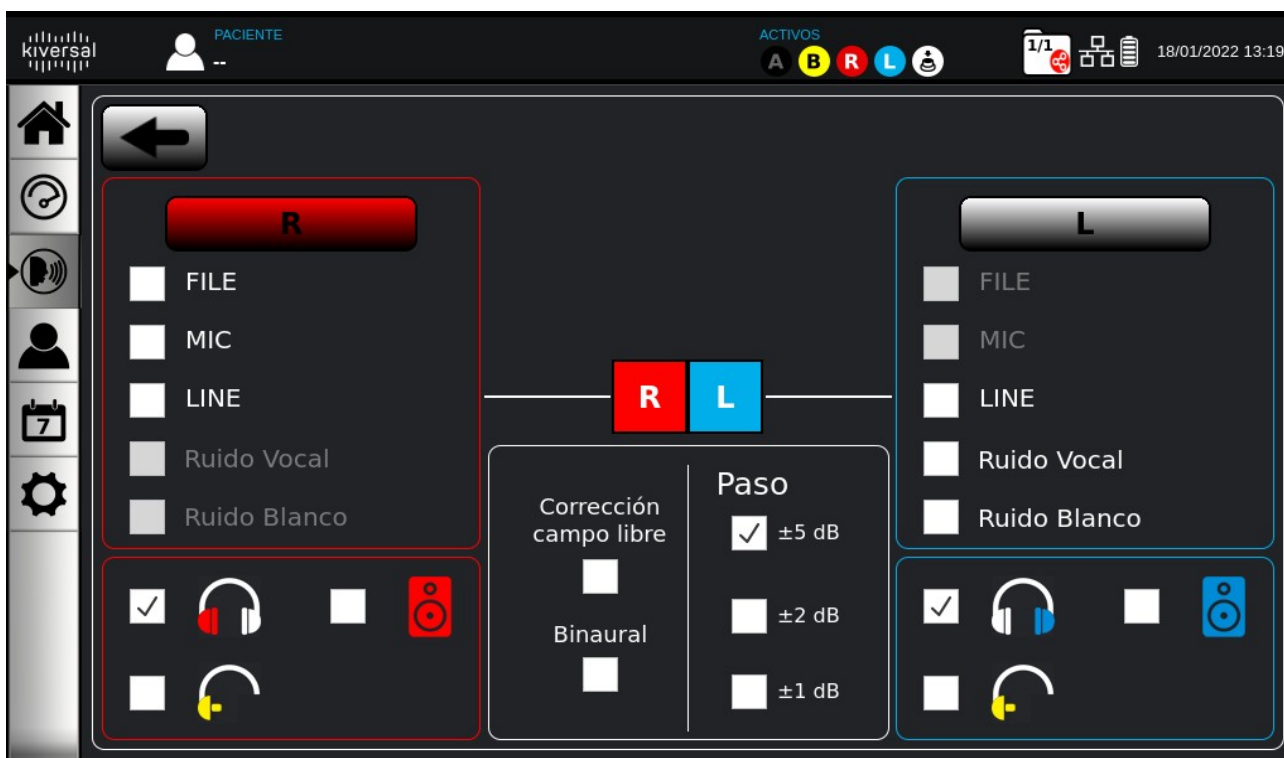 kiversal
PACIENTE
--
ACTIVOS
A B R L
1/1
18/01/2022 13:19
7
R
FILE
MIC
LINE
Ruido Vocal
Ruido Blanco
R L
Corrección
campo libre
Binaural
Paso
±5 dB
±2 dB
±1 dB
L
FILE
MIC
LINE
Ruido Vocal
Ruido Blanco